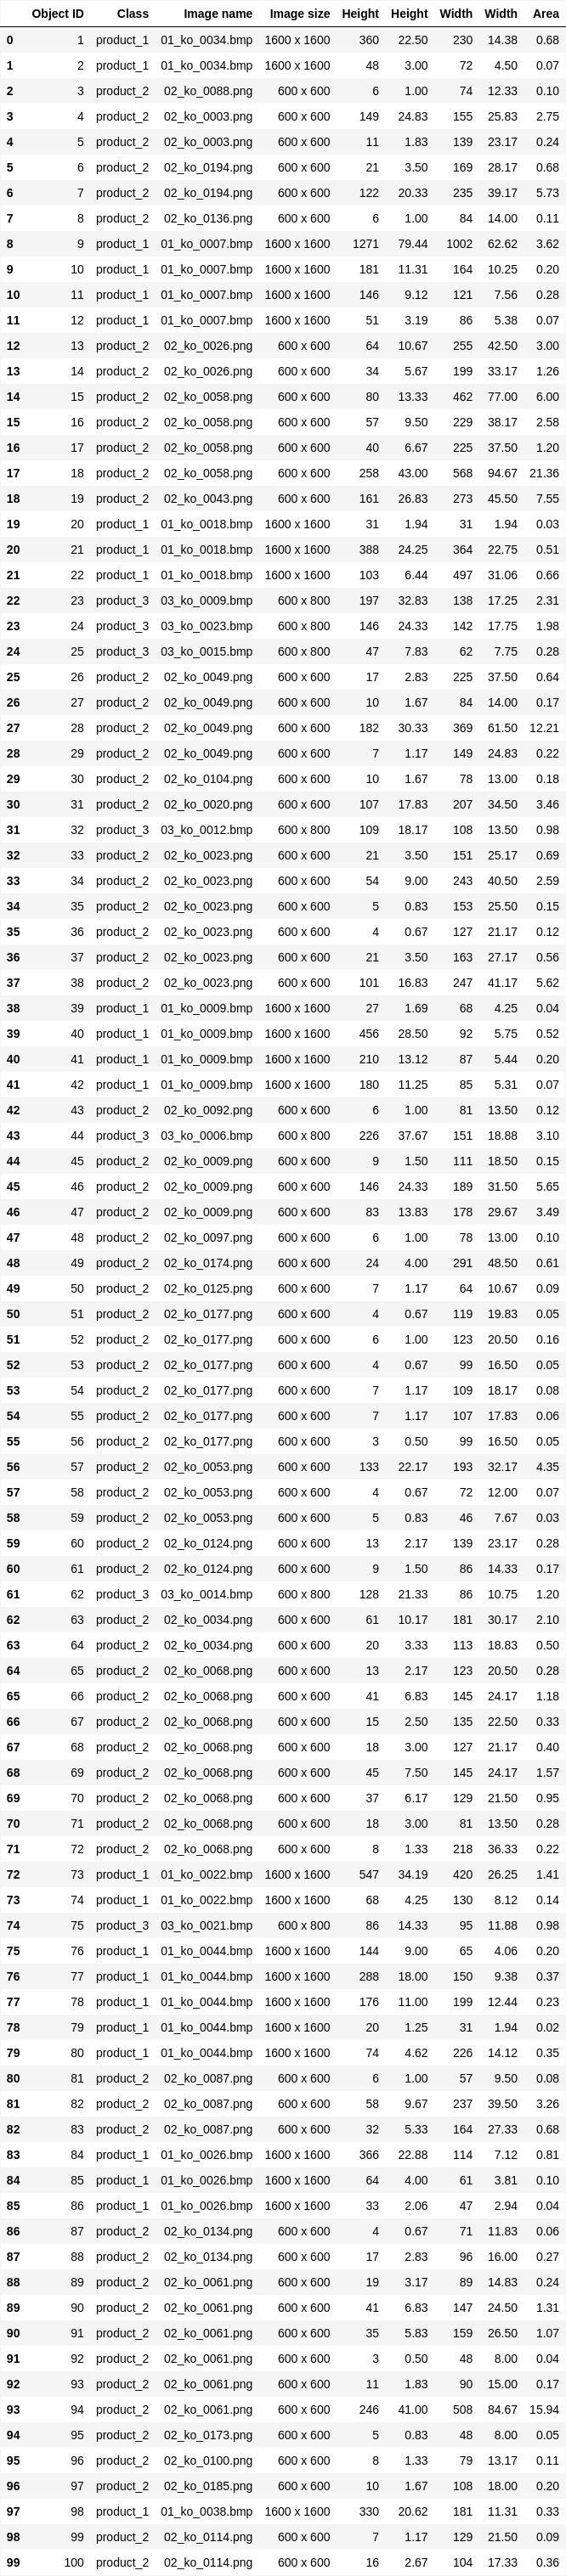 Object ID Class Image name Image size Height Height Width Width Area
0 1 product_1 01_ko_0034.bmp 1600 x 1600 360 22.50 230 14.38 0.68
1 2 product_1 01_ko_0034.bmp 1600 x 1600 48 3.00 72 4.50 0.07
2 3 product_2 02_ko_0088.png 600 x 600 6 1.00 74 12.33 0.10
3 4 product_2 02_ko_0003.png 600 x 600 149 24.83 155 25.83 2.75
4 5 product_2 02_ko_0003.png 600 x 600 11 1.83 139 23.17 0.24
5 6 product_2 02_ko_0194.png 600 x 600 21 3.50 169 28.17 0.68
6 7 product_2 02_ko_0194.png 600 x 600 122 20.33 235 39.17 5.73
7 8 product_2 02_ko_0136.png 600 x 600 6 1.00 84 14.00 0.11
8 9 product_1 01_ko_0007.bmp 1600 x 1600 1271 79.44 1002 62.62 3.62
9 10 product_1 01_ko_0007.bmp 1600 x 1600 181 11.31 164 10.25 0.20
10 11 product_1 01_ko_0007.bmp 1600 x 1600 146 9.12 121 7.56 0.28
11 12 product_1 01_ko_0007.bmp 1600 x 1600 51 3.19 86 5.38 0.07
12 13 product_2 02_ko_0026.png 600 x 600 64 10.67 255 42.50 3.00
13 14 product_2 02_ko_0026.png 600 x 600 34 5.67 199 33.17 1.26
14 15 product_2 02_ko_0058.png 600 x 600 80 13.33 462 77.00 6.00
15 16 product_2 02_ko_0058.png 600 x 600 57 9.50 229 38.17 2.58
16 17 product_2 02_ko_0058.png 600 x 600 40 6.67 225 37.50 1.20
17 18 product_2 02_ko_0058.png 600 x 600 258 43.00 568 94.67 21.36
18 19 product_2 02_ko_0043.png 600 x 600 161 26.83 273 45.50 7.55
19 20 product_1 01_ko_0018.bmp 1600 x 1600 31 1.94 31 1.94 0.03
20 21 product_1 01_ko_0018.bmp 1600 x 1600 388 24.25 364 22.75 0.51
21 22 product_1 01_ko_0018.bmp 1600 x 1600 103 6.44 497 31.06 0.66
22 23 product_3 03_ko_0009.bmp 600 x 800 197 32.83 138 17.25 2.31
23 24 product_3 03_ko_0023.bmp 600 x 800 146 24.33 142 17.75 1.98
24 25 product_3 03_ko_0015.bmp 600 x 800 47 7.83 62 7.75 0.28
25 26 product_2 02_ko_0049.png 600 x 600 17 2.83 225 37.50 0.64
26 27 product_2 02_ko_0049.png 600 x 600 10 1.67 84 14.00 0.17
27 28 product_2 02_ko_0049.png 600 x 600 182 30.33 369 61.50 12.21
28 29 product_2 02_ko_0049.png 600 x 600 7 1.17 149 24.83 0.22
29 30 product_2 02_ko_0104.png 600 x 600 10 1.67 78 13.00 0.18
30 31 product_2 02_ko_0020.png 600 x 600 107 17.83 207 34.50 3.46
31 32 product_3 03_ko_0012.bmp 600 x 800 109 18.17 108 13.50 0.98
32 33 product_2 02_ko_0023.png 600 x 600 21 3.50 151 25.17 0.69
33 34 product_2 02_ko_0023.png 600 x 600 54 9.00 243 40.50 2.59
34 35 product_2 02_ko_0023.png 600 x 600 5 0.83 153 25.50 0.15
35 36 product_2 02_ko_0023.png 600 x 600 4 0.67 127 21.17 0.12
36 37 product_2 02_ko_0023.png 600 x 600 21 3.50 163 27.17 0.56
37 38 product_2 02_ko_0023.png 600 x 600 101 16.83 247 41.17 5.62
38 39 product_1 01_ko_0009.bmp 1600 x 1600 27 1.69 68 4.25 0.04
39 40 product_1 01_ko_0009.bmp 1600 x 1600 456 28.50 92 5.75 0.52
40 41 product_1 01_ko_0009.bmp 1600 x 1600 210 13.12 87 5.44 0.20
41 42 product_1 01_ko_0009.bmp 1600 x 1600 180 11.25 85 5.31 0.07
42 43 product_2 02_ko_0092.png 600 x 600 6 1.00 81 13.50 0.12
43 44 product_3 03_ko_0006.bmp 600 x 800 226 37.67 151 18.88 3.10
44 45 product_2 02_ko_0009.png 600 x 600 9 1.50 111 18.50 0.15
45 46 product_2 02_ko_0009.png 600 x 600 146 24.33 189 31.50 5.65
46 47 product_2 02_ko_0009.png 600 x 600 83 13.83 178 29.67 3.49
47 48 product_2 02_ko_0097.png 600 x 600 6 1.00 78 13.00 0.10
48 49 product_2 02_ko_0174.png 600 x 600 24 4.00 291 48.50 0.61
49 50 product_2 02_ko_0125.png 600 x 600 7 1.17 64 10.67 0.09
50 51 product_2 02_ko_0177.png 600 x 600 4 0.67 119 19.83 0.05
51 52 product_2 02_ko_0177.png 600 x 600 6 1.00 123 20.50 0.16
52 53 product_2 02_ko_0177.png 600 x 600 4 0.67 99 16.50 0.05
53 54 product_2 02_ko_0177.png 600 x 600 7 1.17 109 18.17 0.08
54 55 product_2 02_ko_0177.png 600 x 600 7 1.17 107 17.83 0.06
55 56 product_2 02_ko_0177.png 600 x 600 3 0.50 99 16.50 0.05
56 57 product_2 02_ko_0053.png 600 x 600 133 22.17 193 32.17 4.35
57 58 product_2 02_ko_0053.png 600 x 600 4 0.67 72 12.00 0.07
58 59 product_2 02_ko_0053.png 600 x 600 5 0.83 46 7.67 0.03
59 60 product_2 02_ko_0124.png 600 x 600 13 2.17 139 23.17 0.28
60 61 product_2 02_ko_0124.png 600 x 600 9 1.50 86 14.33 0.17
61 62 product_3 03_ko_0014.bmp 600 x 800 128 21.33 86 10.75 1.20
62 63 product_2 02_ko_0034.png 600 x 600 61 10.17 181 30.17 2.10
63 64 product_2 02_ko_0034.png 600 x 600 20 3.33 113 18.83 0.50
64 65 product_2 02_ko_0068.png 600 x 600 13 2.17 123 20.50 0.28
65 66 product_2 02_ko_0068.png 600 x 600 41 6.83 145 24.17 1.18
66 67 product_2 02_ko_0068.png 600 x 600 15 2.50 135 22.50 0.33
67 68 product_2 02_ko_0068.png 600 x 600 18 3.00 127 21.17 0.40
68 69 product_2 02_ko_0068.png 600 x 600 45 7.50 145 24.17 1.57
69 70 product_2 02_ko_0068.png 600 x 600 37 6.17 129 21.50 0.95
70 71 product_2 02_ko_0068.png 600 x 600 18 3.00 81 13.50 0.28
71 72 product_2 02_ko_0068.png 600 x 600 8 1.33 218 36.33 0.22
72 73 product_1 01_ko_0022.bmp 1600 x 1600 547 34.19 420 26.25 1.41
73 74 product_1 01_ko_0022.bmp 1600 x 1600 68 4.25 130 8.12 0.14
74 75 product_3 03_ko_0021.bmp 600 x 800 86 14.33 95 11.88 0.98
75 76 product_1 01_ko_0044.bmp 1600 x 1600 144 9.00 65 4.06 0.20
76 77 product_1 01_ko_0044.bmp 1600 x 1600 288 18.00 150 9.38 0.37
77 78 product_1 01_ko_0044.bmp 1600 x 1600 176 11.00 199 12.44 0.23
78 79 product_1 01_ko_0044.bmp 1600 x 1600 20 1.25 31 1.94 0.02
79 80 product_1 01_ko_0044.bmp 1600 x 1600 74 4.62 226 14.12 0.35
80 81 product_2 02_ko_0087.png 600 x 600 6 1.00 57 9.50 0.08
81 82 product_2 02_ko_0087.png 600 x 600 58 9.67 237 39.50 3.26
82 83 product_2 02_ko_0087.png 600 x 600 32 5.33 164 27.33 0.68
83 84 product_1 01_ko_0026.bmp 1600 x 1600 366 22.88 114 7.12 0.81
84 85 product_1 01_ko_0026.bmp 1600 x 1600 64 4.00 61 3.81 0.10
85 86 product_1 01_ko_0026.bmp 1600 x 1600 33 2.06 47 2.94 0.04
86 87 product_2 02_ko_0134.png 600 x 600 4 0.67 71 11.83 0.06
87 88 product_2 02_ko_0134.png 600 x 600 17 2.83 96 16.00 0.27
88 89 product_2 02_ko_0061.png 600 x 600 19 3.17 89 14.83 0.24
89 90 product_2 02_ko_0061.png 600 x 600 41 6.83 147 24.50 1.31
90 91 product_2 02_ko_0061.png 600 x 600 35 5.83 159 26.50 1.07
91 92 product_2 02_ko_0061.png 600 x 600 3 0.50 48 8.00 0.04
92 93 product_2 02_ko_0061.png 600 x 600 11 1.83 90 15.00 0.17
93 94 product_2 02_ko_0061.png 600 x 600 246 41.00 508 84.67 15.94
94 95 product_2 02_ko_0173.png 600 x 600 5 0.83 48 8.00 0.05
95 96 product_2 02_ko_0100.png 600 x 600 8 1.33 79 13.17 0.11
96 97 product_2 02_ko_0185.png 600 x 600 10 1.67 108 18.00 0.20
97 98 product_1 01_ko_0038.bmp 1600 x 1600 330 20.62 181 11.31 0.33
98 99 product_2 02_ko_0114.png 600 x 600 7 1.17 129 21.50 0.09
99 100 product_2 02_ko_0114.png 600 x 600 16 2.67 104 17.33 0.36